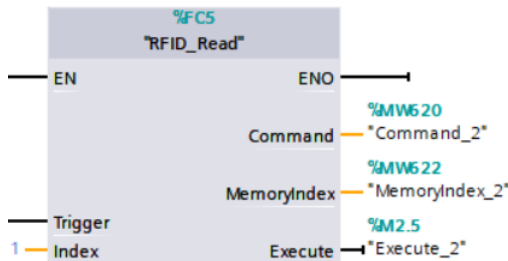 %FC5
"RFID_Read"
EN ENO
%MW620
Command "Command_2"
%MW622
MemoryIndex "MemoryIndex_2"
Trigger %M2.5
1 Index Execute "Execute_2"